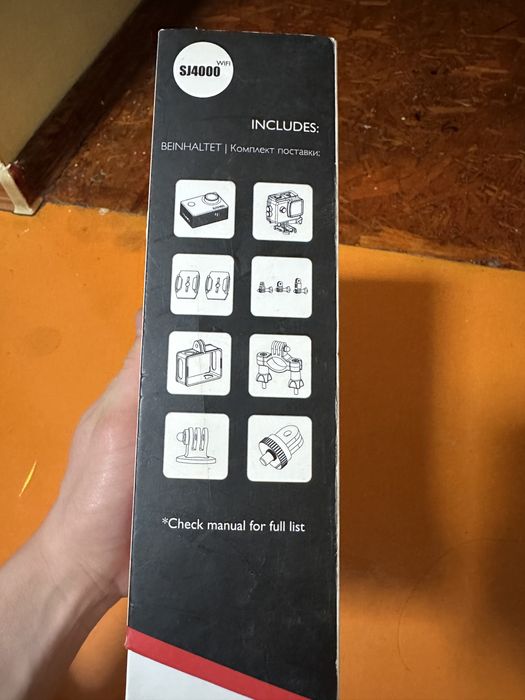 SJ4000 WIFI
INCLUDES:
BEINHALTET | Комплект поставки:
*Check manual for full list